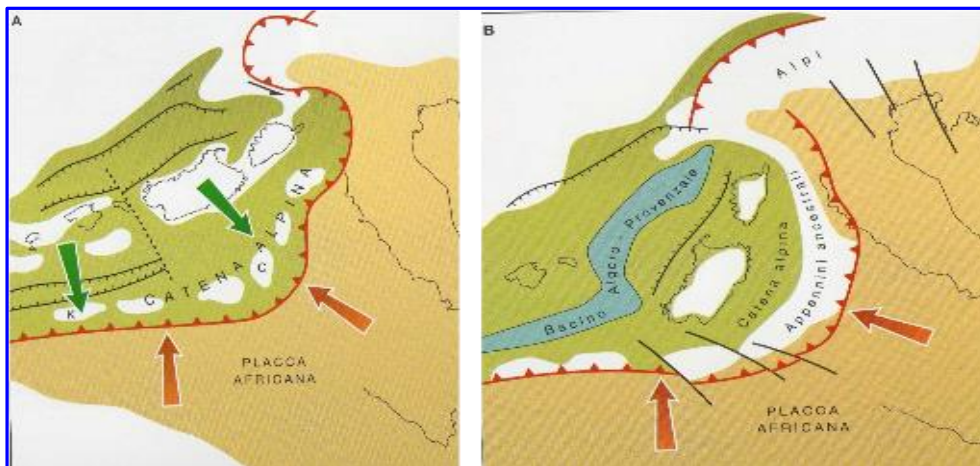 A
CATENA ALPINA
K
C
PLACCA
AFRICANA
B
Alpi
Bacino Algero - Provenzale
Catena alpina
Appennini ancestrali
PLACCA
AFRICANA